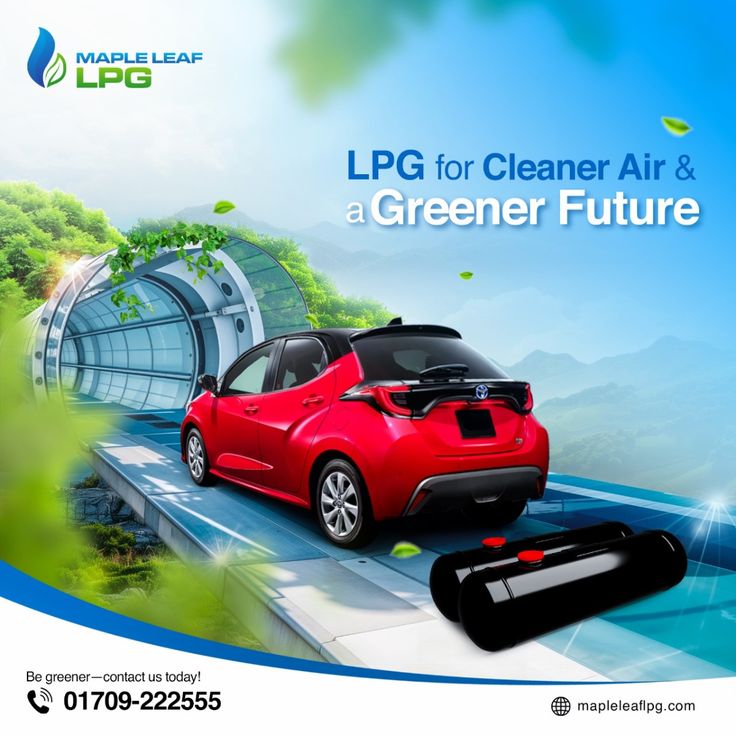 MAPLE LEAF
LPG
LPG for Cleaner Air &
a Greener Future
Be greener—contact us today!
01709-222555
mapleleaflpg.com